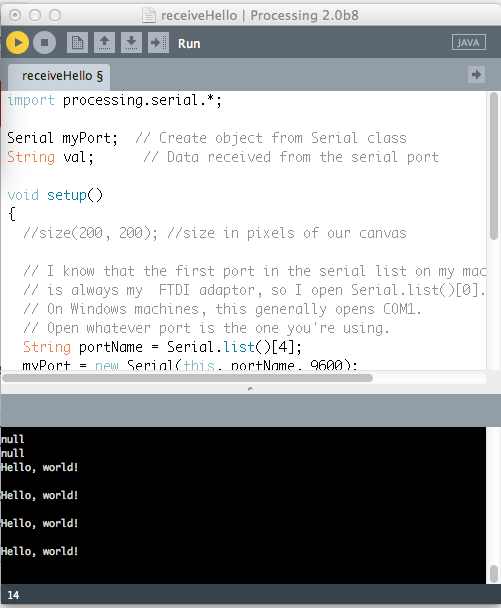 receiveHello | Processing 2.0b8
Run
JAVA
receiveHello §
import processing.serial.*;
Serial myPort;  // Create object from Serial class
String val;      // Data received from the serial port
void setup()
{
//size(200, 200); //size in pixels of our canvas
// I know that the first port in the serial list on my mac
// is always my  FTDI adaptor, so I open Serial.list()[0].
// On Windows machines, this generally opens COM1.
// Open whatever port is the one you're using.
String portName = Serial.list()[4];
myPort = new Serial(this, portName, 9600);
null
null
Hello, world!
Hello, world!
Hello, world!
Hello, world!
14